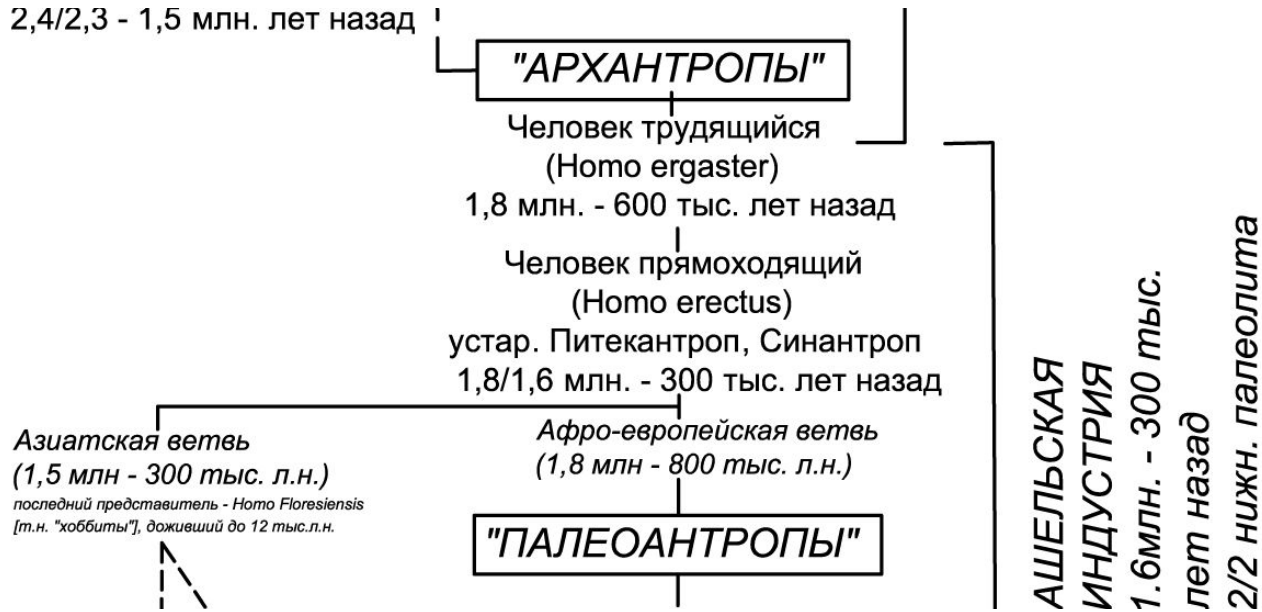 2,4/2,3 - 1,5 млн. лет назад
"АРХАНТРОПЫ"
Человек трудящийся
(Homo ergaster)
1,8 млн. - 600 тыс. лет назад
Человек прямоходящий
(Homo erectus)
устар. Питекантроп, Синантроп
1,8/1,6 млн. - 300 тыс. лет назад
Азиатская ветвь
(1,5 млн - 300 тыс. л.н.)
последний представитель - Homo Floresiensis
[т.н. "хоббиты"], доживший до 12 тыс.л.н.
Афро-европейская ветвь
(1,8 млн - 800 тыс. л.н.)
"ПАЛЕОАНТРОПЫ"
АШЕЛЬСКАЯ
ИНДУСТРИЯ
1.6млн. - 300 тыс.
лет назад
2/2 нижн. палеолита